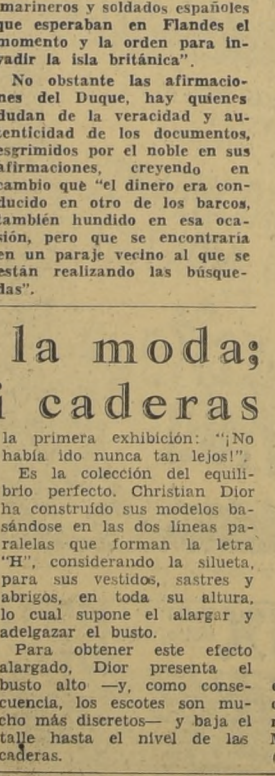 marineros y soldados españoles
que esperaban en Flandes el
momento y la orden para in-
vadir la isla británica".
No obstante las afirmacio-
nes del Duque, hay quienes
dudan de la veracidad y au-
tenticidad de los documentos,
esgrimidos por el noble en sus
afirmaciones, creyendo en
cambio que "el dinero era con-
ducido en otro de los barcos,
también hundido en esa oca-
sión, pero que se encontraría
en un paraje vecino al que se
están realizando las búsque-
das".
la moda;
i caderas
la primera exhibición: "¡No
había ido nunca tan lejos!".
Es la colección del equili-
brio perfecto. Christian Dior
ha construído sus modelos ba-
sándose en las dos líneas pa-
ralelas que forman la letra
"H", considerando la silueta,
para sus vestidos, sastres y
abrigos, en toda su altura,
lo cual supone el alargar y
adelgazar el busto.
Para obtener este efecto
alargado, Dior presenta el
busto alto —y, como conse-
cuencia, los escotes son mu-
cho más discretos— y baja el
talle hasta el nivel de las
caderas.